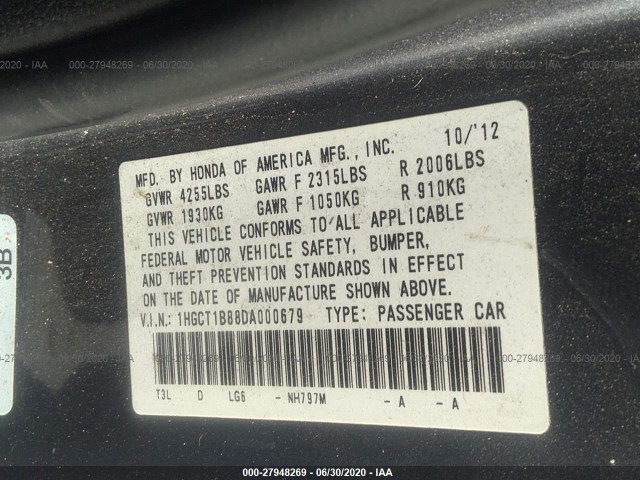 000-27948269 - 06/30/2020 - IAA
MFD. BY HONDA OF AMERICA MFG., INC. 10/'12
GVWR 4255LBS GAWR F 2315LBS R 2006LBS
GVWR 1930KG GAWR F 1050KG R 910KG
THIS VEHICLE CONFORMS TO ALL APPLICABLE
FEDERAL MOTOR VEHICLE SAFETY, BUMPER,
AND THEFT PREVENTION STANDARDS IN EFFECT
ON THE DATE OF MANUFACTURE SHOWN ABOVE.
V.I.N.: 1HGCT1B88DA000679 TYPE: PASSENGER CAR
T3L D LG6 - NH797M - A - A
3B
000-27948269 - 06/30/2020 - IAA